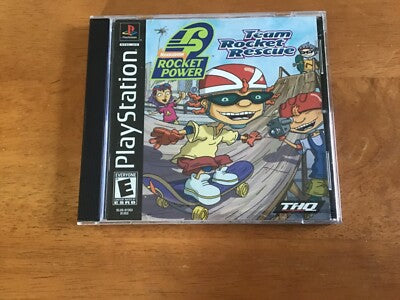 PlayStation
NICKELODEON
ROCKET
POWER
Team
Rocket
Rescue
EVERYONE
E
ESRB
THQ